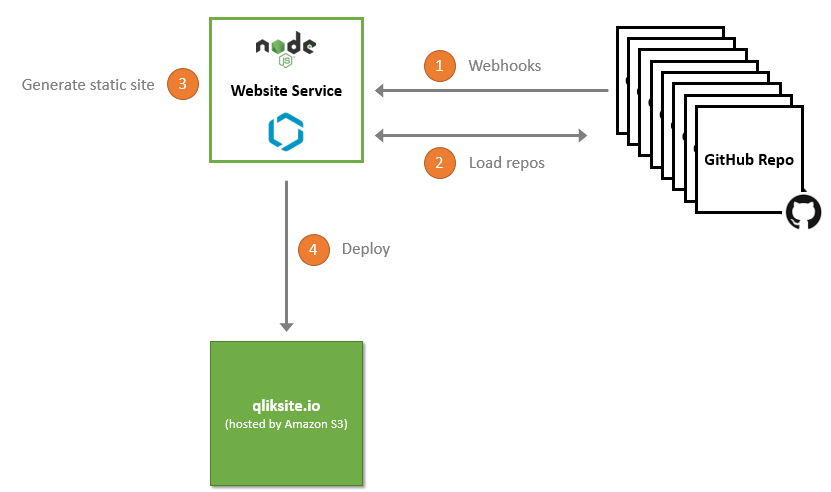 node
JS
Website Service
Generate static site
3
1
Webhooks
2
Load repos
GitHub Repo
4
Deploy
qliksite.io
(hosted by Amazon S3)